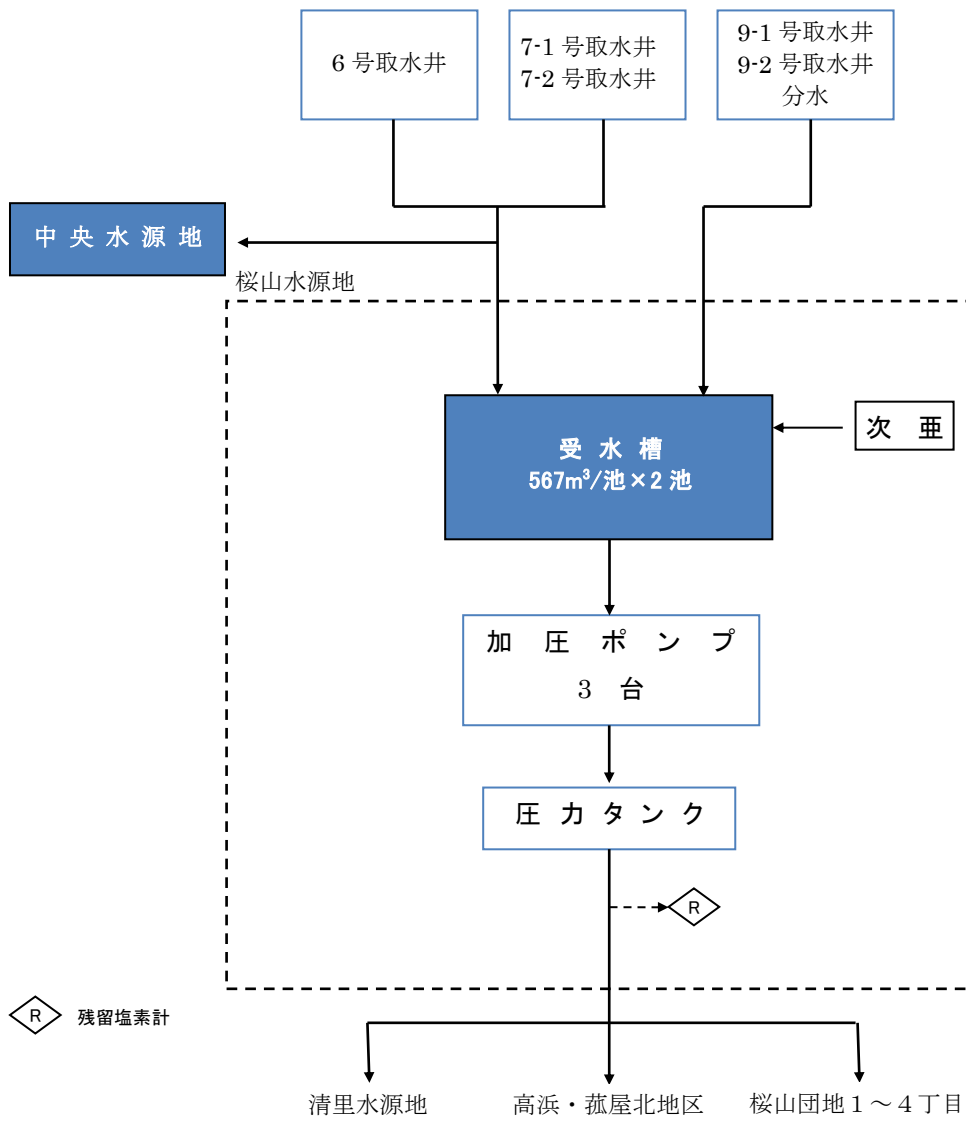 6 号取水井
7-1 号取水井
7-2 号取水井
9-1 号取水井
9-2 号取水井
分水
中 央 水 源 地
桜山水源地
次 亜
受 水 槽
567m³/池×2 池
加 圧 ポ ン プ
3 台
圧 力 タ ン ク
R
R 残留塩素計
清里水源地
高浜・菰屋北地区
桜山団地１～４丁目